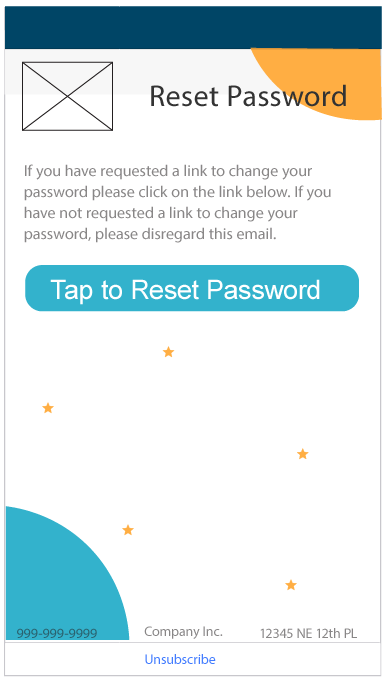 Reset Password
If you have requested a link to change your
password please click on the link below. If you
have not requested a link to change your
password, please disregard this email.
Tap to Reset Password
999-999-9999
Company Inc.
12345 NE 12th PL
Unsubscribe